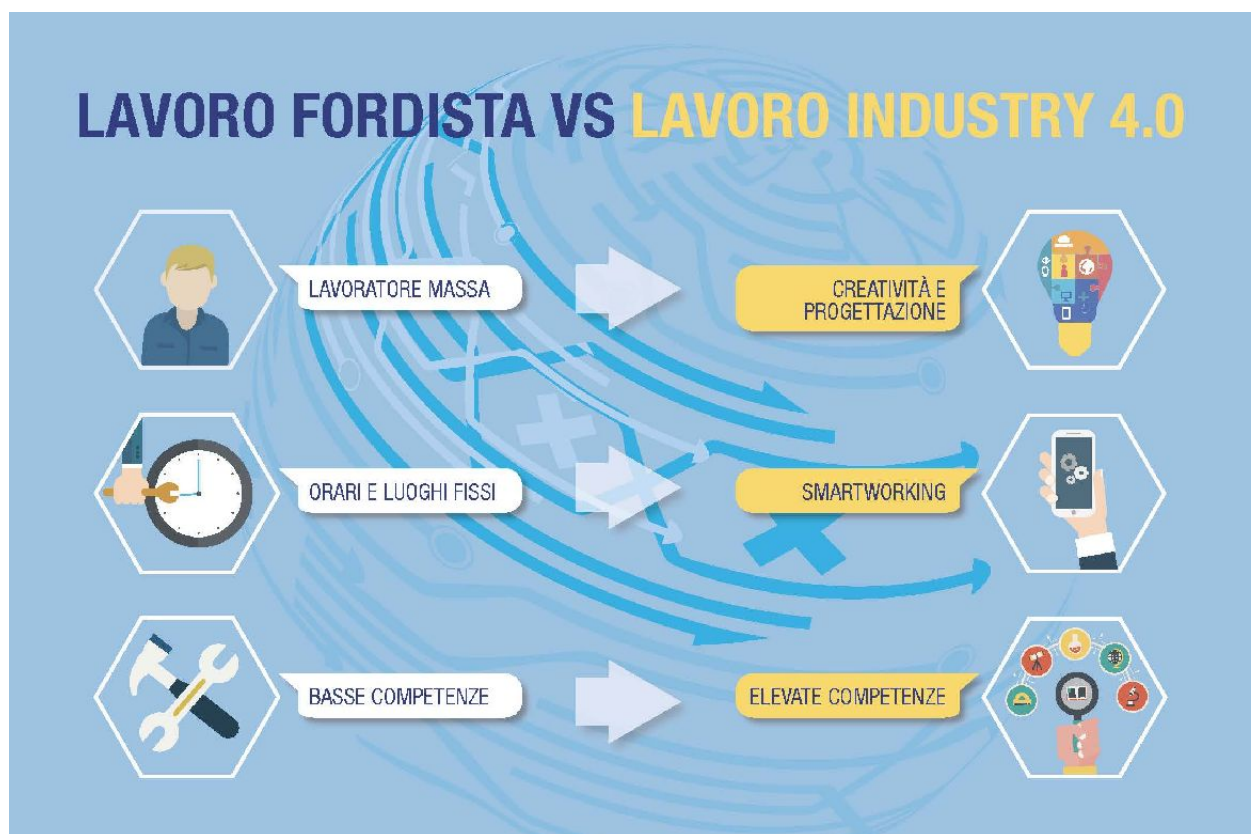 LAVORO FORDISTA VS LAVORO INDUSTRY 4.0
LAVORATORE MASSA
CREATIVITÀ E
PROGETTAZIONE
ORARI E LUOGHI FISSI
SMARTWORKING
BASSE COMPETENZE
ELEVATE COMPETENZE